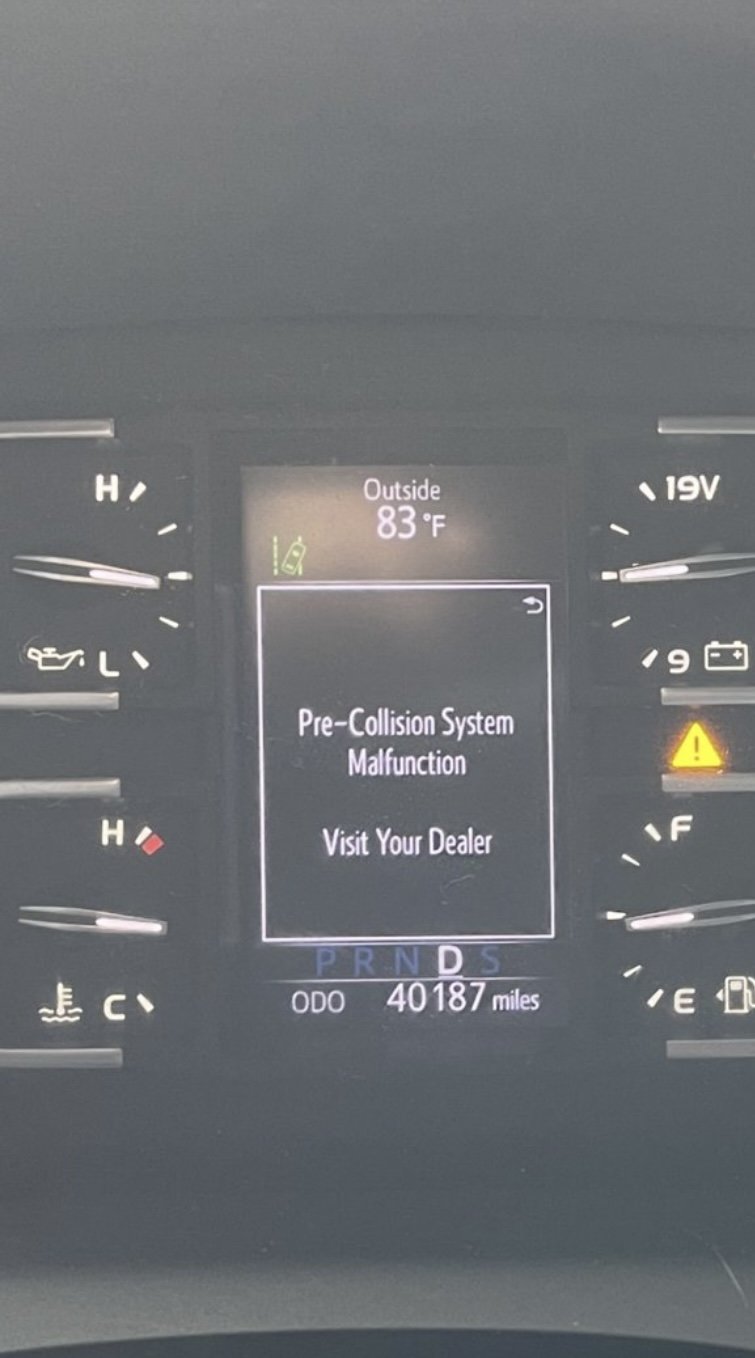 H
19V
Outside
83 °F
L
9
Pre-Collision System
Malfunction
Visit Your Dealer
H
F
P R N D S
C
ODO 40187 miles
E